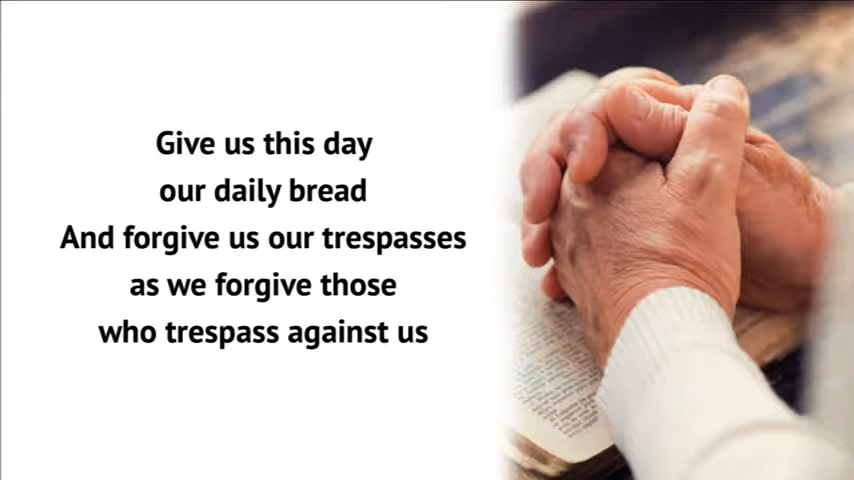 Give us this day
our daily bread
And forgive us our trespasses
as we forgive those
who trespass against us